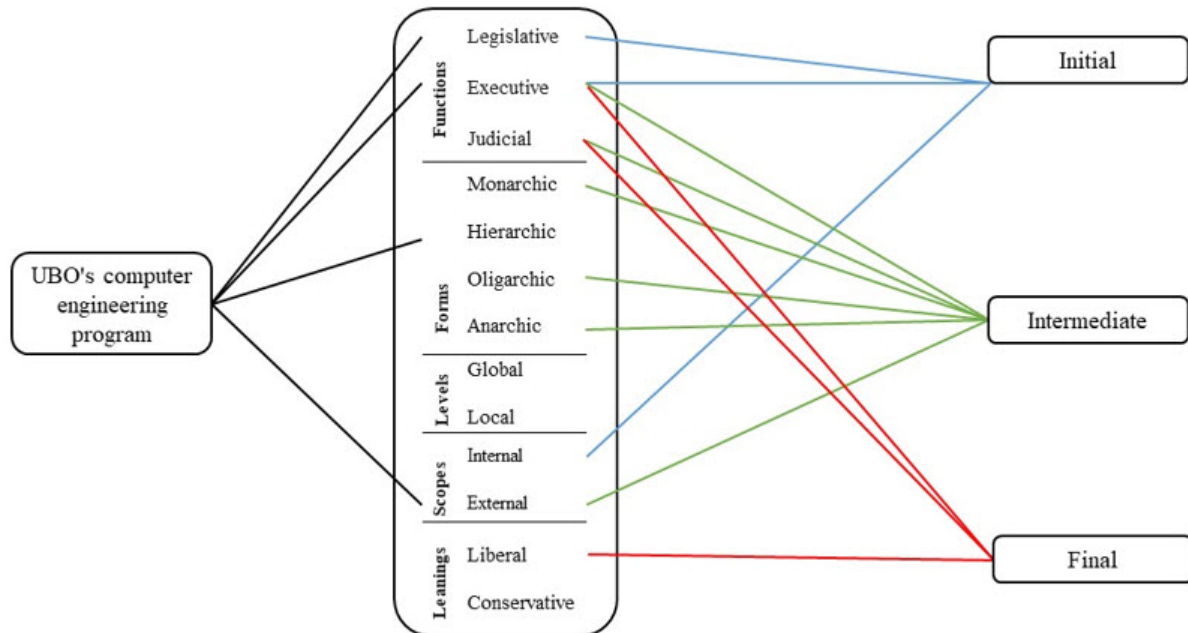 UBO's computer
engineering
program
Functions
Legislative
Executive
Judicial
Forms
Monarchic
Hierarchic
Oligarchic
Anarchic
Levels
Global
Local
Scopes
Internal
External
Leanings
Liberal
Conservative
Initial
Intermediate
Final